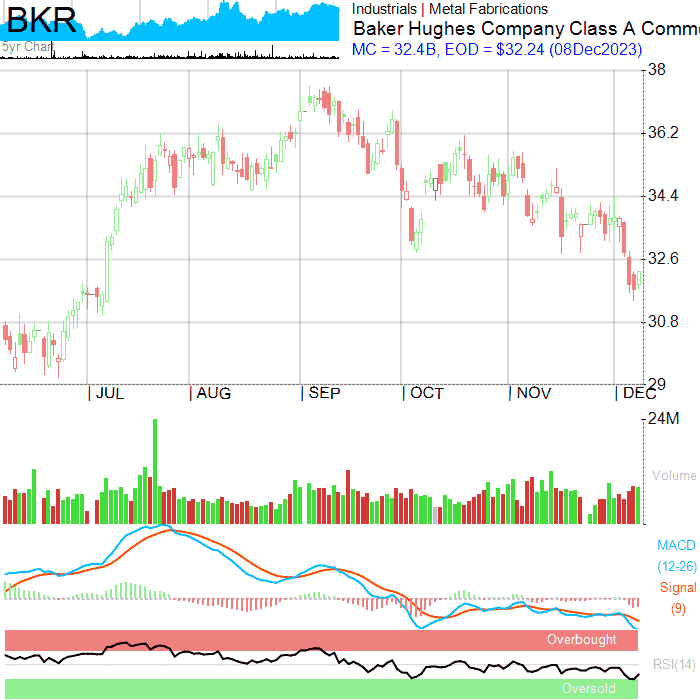 BKR
5yr Chart
Industrials | Metal Fabrications
Baker Hughes Company Class A Comm
MC = 32.4B, EOD = $32.24 (08Dec2023)
38
36.2
34.4
32.6
30.8
29
| JUL | AUG | SEP | OCT | NOV | DEC
24M
Volume
MACD
(12-26)
Signal
(9)
Overbought
RSI(14)
Oversold